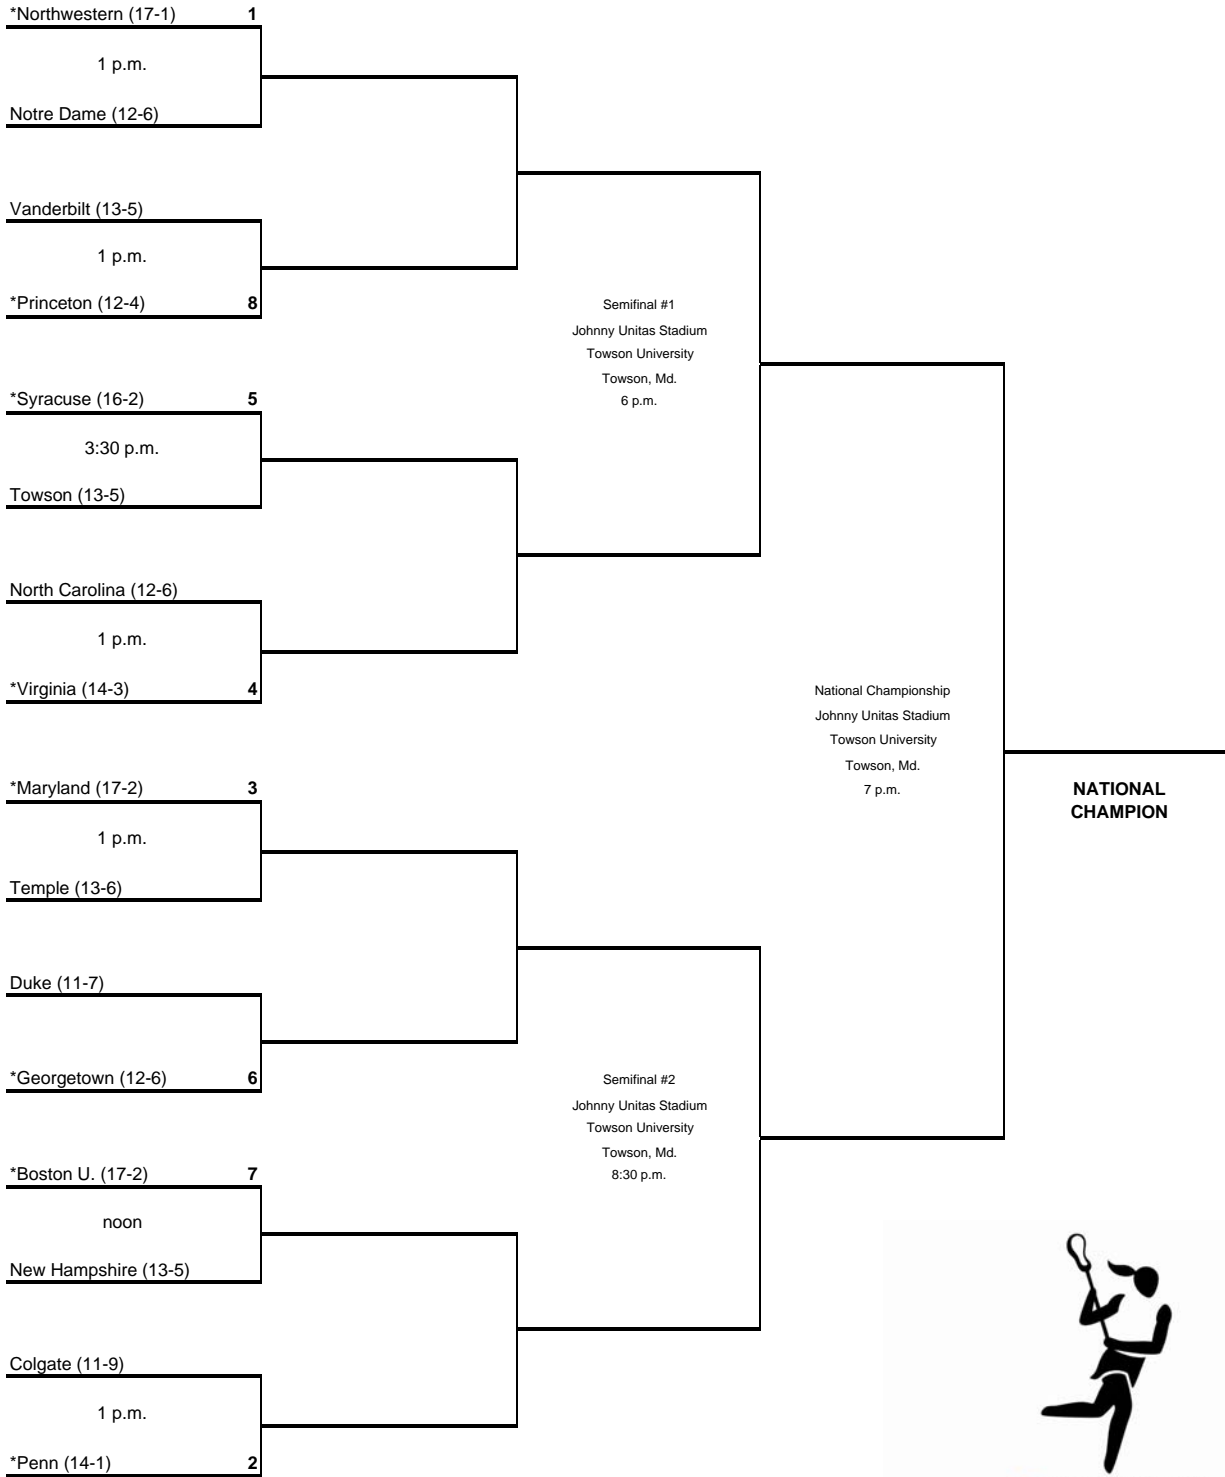 *Northwestern (17-1) 1
1 p.m.
Notre Dame (12-6)
Vanderbilt (13-5)
1 p.m.
*Princeton (12-4) 8
*Syracuse (16-2) 5
3:30 p.m.
Towson (13-5)
North Carolina (12-6)
1 p.m.
*Virginia (14-3) 4
*Maryland (17-2) 3
1 p.m.
Temple (13-6)
Duke (11-7)
*Georgetown (12-6) 6
*Boston U. (17-2) 7
noon
New Hampshire (13-5)
Colgate (11-9)
1 p.m.
*Penn (14-1) 2
Semifinal #1
Johnny Unitas Stadium
Towson University
Towson, Md.
6 p.m.
Semifinal #2
Johnny Unitas Stadium
Towson University
Towson, Md.
8:30 p.m.
National Championship
Johnny Unitas Stadium
Towson University
Towson, Md.
7 p.m.
NATIONAL
CHAMPION